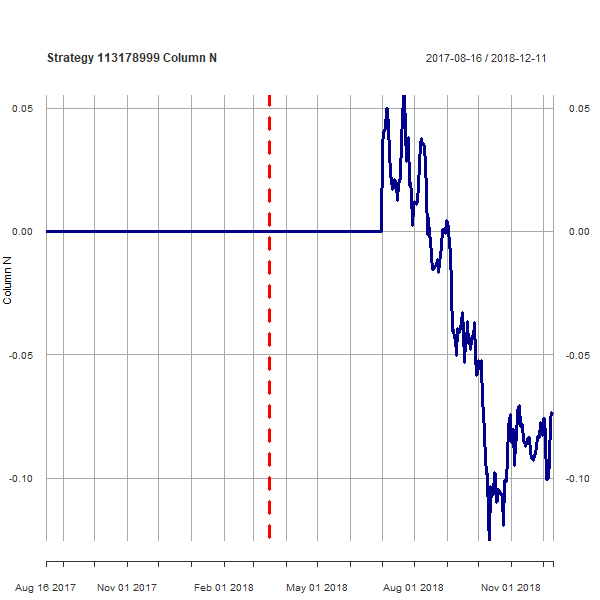 Strategy 113178999 Column N
2017-08-16 / 2018-12-11
0.05
0.05
0.00
0.00
Column N
-0.05
-0.05
-0.10
-0.10
Aug 16 2017
Nov 01 2017
Feb 01 2018
May 01 2018
Aug 01 2018
Nov 01 2018